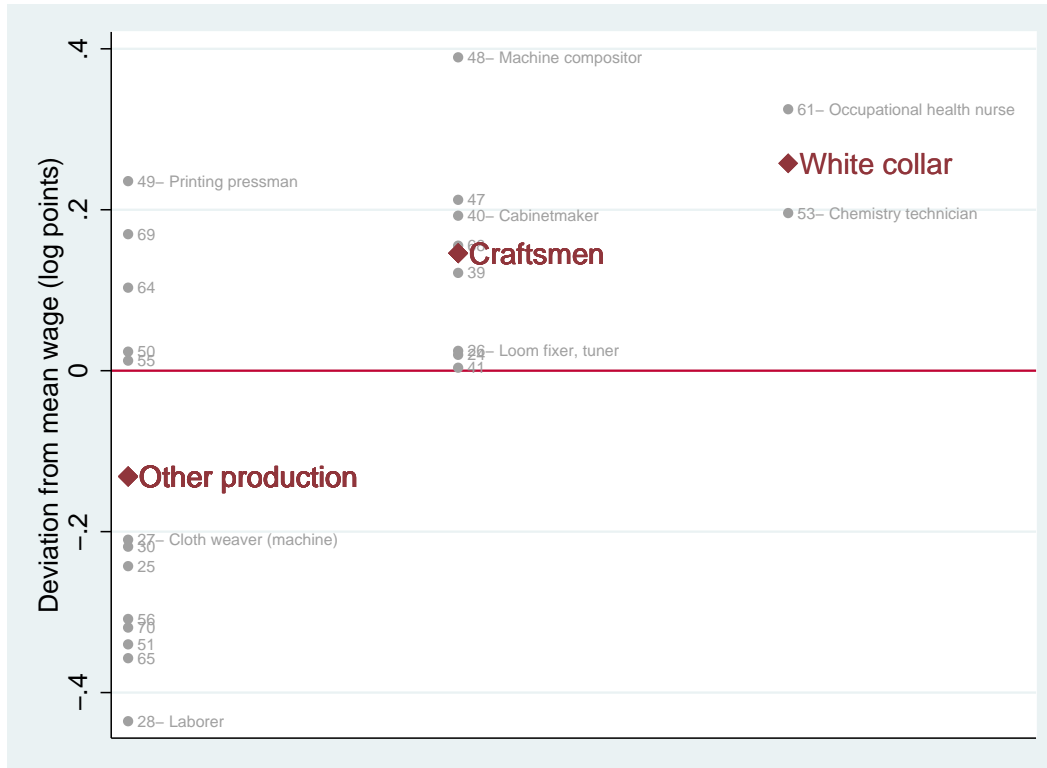 Deviation from mean wage (log points)
.4
.2
0
−.2
−.4
49− Printing pressman
69
64
50
55
Other production
27− Cloth weaver (machine)
30
25
56
70
51
65
28− Laborer
48− Machine compositor
47
40− Cabinetmaker
Craftsmen
39
26− Loom fixer, tuner
24
41
61− Occupational health nurse
White collar
53− Chemistry technician